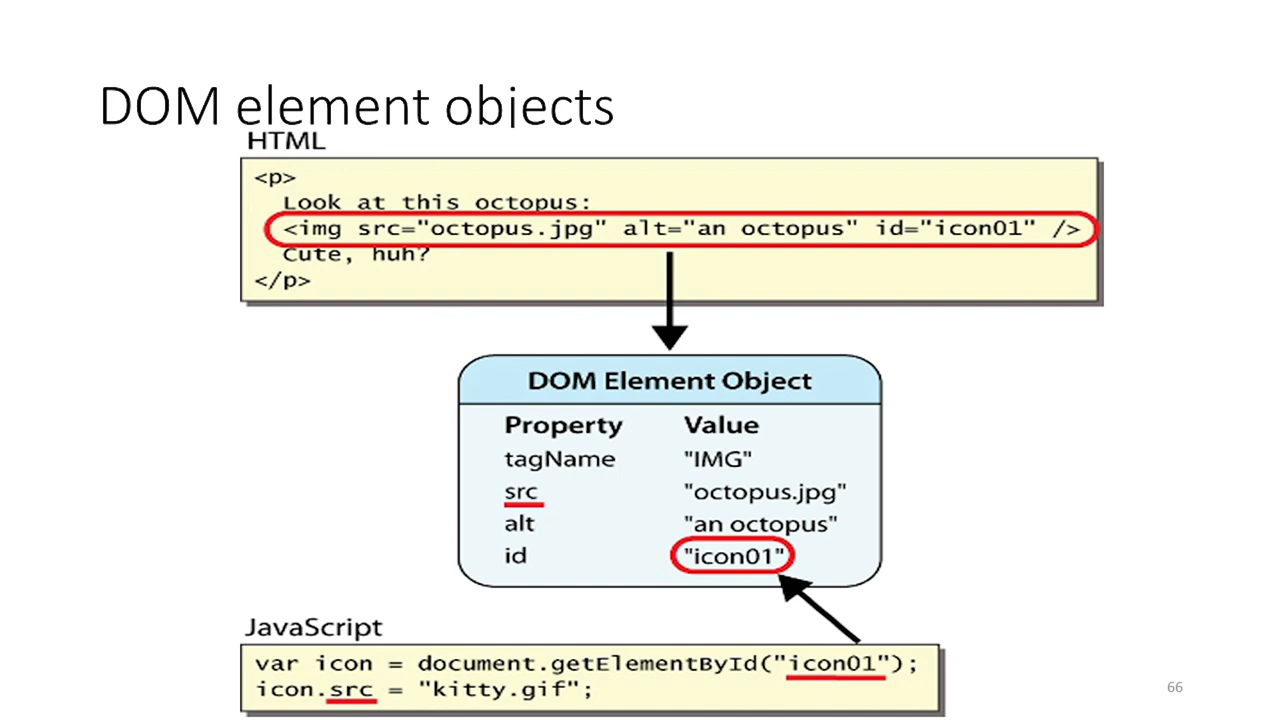 DOM element objects
HTML
<p>
Look at this octopus:
<img src="octopus.jpg" alt="an octopus" id="icon01" />
Cute, huh?
</p>
DOM Element Object
Property Value
tagName "IMG"
src "octopus.jpg"
alt "an octopus"
id "icon01"
JavaScript
var icon = document.getElementById("icon01");
icon.src = "kitty.gif";
66